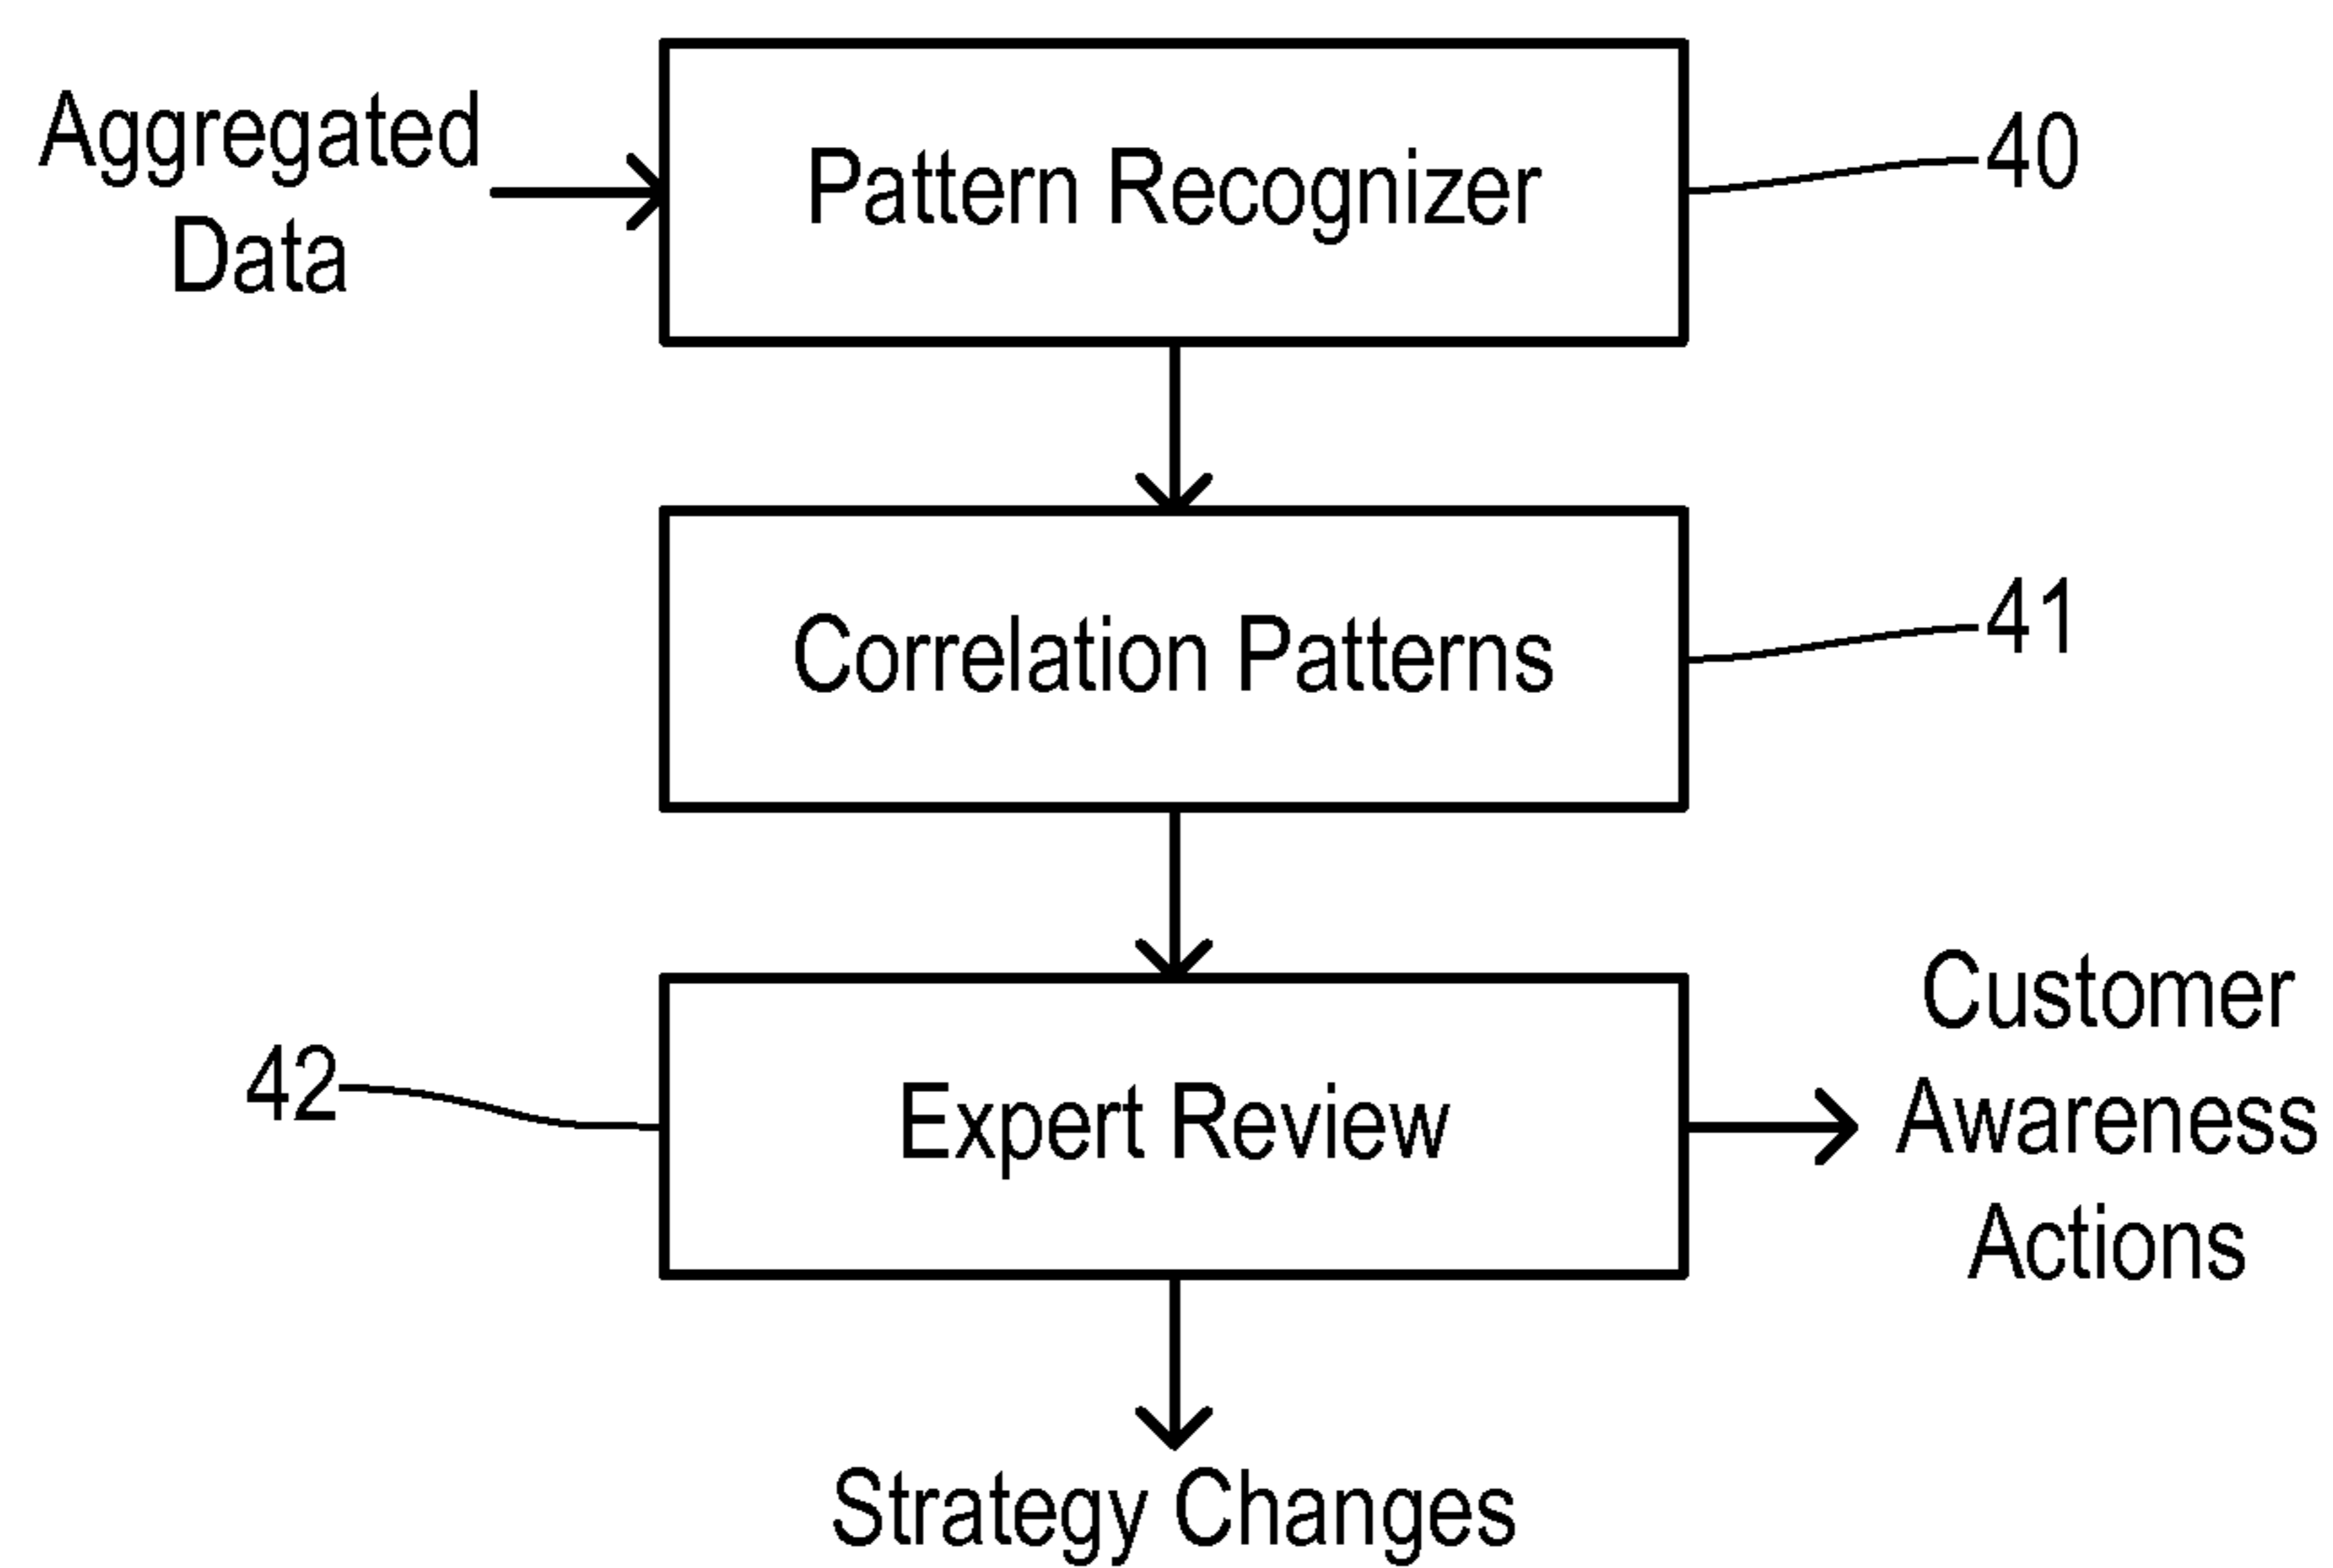 Aggregated
Data
Pattern Recognizer
40
Correlation Patterns
41
42
Expert Review
Customer
Awareness
Actions
Strategy Changes